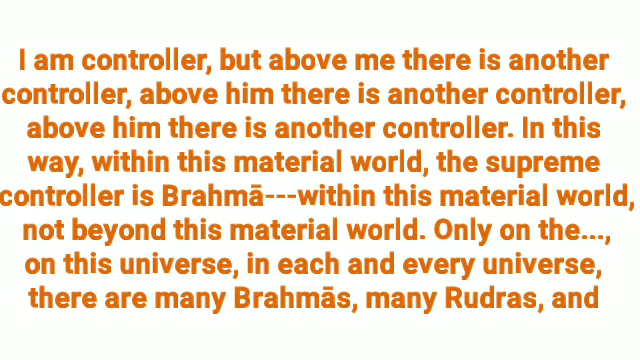 I am controller, but above me there is another
controller, above him there is another controller,
above him there is another controller. In this
way, within this material world, the supreme
controller is Brahmā---within this material world,
not beyond this material world. Only on the...,
on this universe, in each and every universe,
there are many Brahmās, many Rudras, and